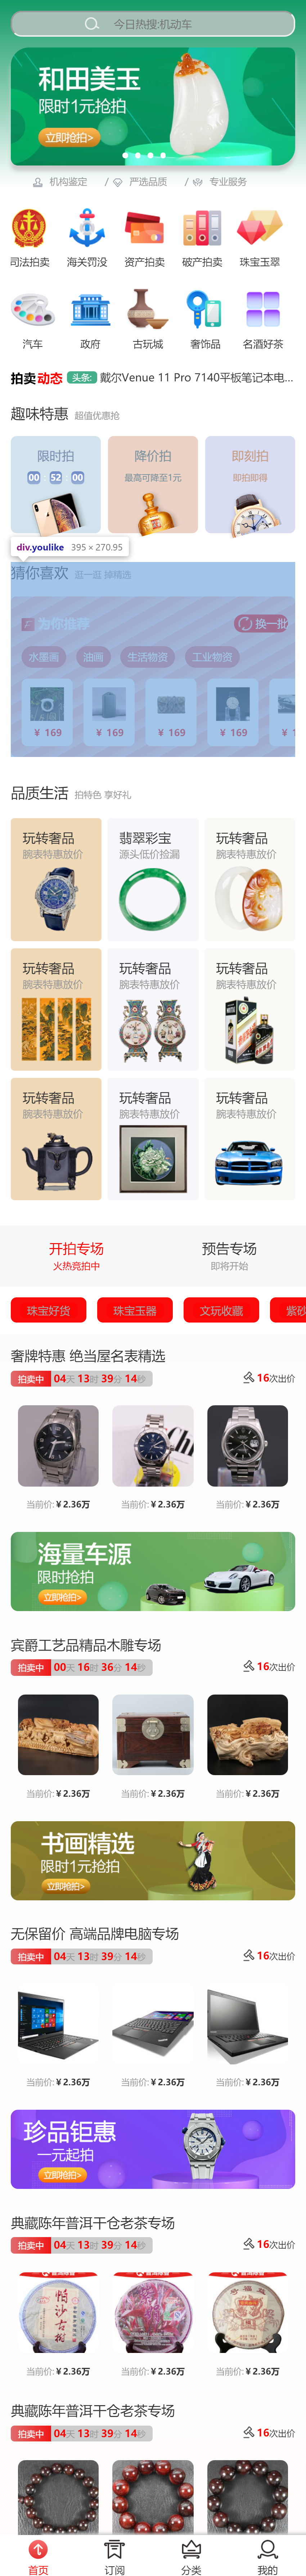 今日热搜:机动车
和田美玉
限时1元抢拍
立即抢拍>
机构鉴定 / 严选品质 / 专业服务
司法拍卖 海关罚没 资产拍卖 破产拍卖 珠宝玉翠
汽车 政府 古玩城 奢饰品 名酒好茶
拍卖动态 头条: 戴尔Venue 11 Pro 7140平板笔记本电...
趣味特惠 超值优惠抢
限时拍 降价拍 即刻拍
00 : 52 : 00 最高可降至1元 即拍即得
div.youlike 395 × 270.95
猜你喜欢 逛一逛 掉精选
为你推荐 换一批
水墨画 油画 生活物资 工业物资
¥ 169 ¥ 169 ¥ 169 ¥ 169 ¥ 1
品质生活 拍特色 享好礼
玩转奢品 翡翠彩宝 玩转奢品
腕表特惠放价 源头低价捡漏 腕表特惠放价
玩转奢品 玩转奢品 玩转奢品
腕表特惠放价 腕表特惠放价 腕表特惠放价
玩转奢品 玩转奢品 玩转奢品
腕表特惠放价 腕表特惠放价 腕表特惠放价
开拍专场 预告专场
火热竞拍中 即将开始
珠宝好货 珠宝玉器 文玩收藏 紫砂
奢牌特惠 绝当屋名表精选
拍卖中 04天 13时 39分 14秒 16次出价
当前价: ¥ 2.36万 当前价: ¥ 2.36万 当前价: ¥ 2.36万
海量车源
限时抢拍
立即抢拍>
宾爵工艺品精品木雕专场
拍卖中 00天 16时 36分 14秒 16次出价
当前价: ¥ 2.36万 当前价: ¥ 2.36万 当前价: ¥ 2.36万
书画精选
限时1元抢拍
立即抢拍>
无保留价 高端品牌电脑专场
拍卖中 04天 13时 39分 14秒 16次出价
当前价: ¥ 2.36万 当前价: ¥ 2.36万 当前价: ¥ 2.36万
珍品钜惠
一元起拍
立即抢拍>
典藏陈年普洱干仓老茶专场
拍卖中 04天 13时 39分 14秒 16次出价
当前价: ¥ 2.36万 当前价: ¥ 2.36万 当前价: ¥ 2.36万
典藏陈年普洱干仓老茶专场
拍卖中 04天 13时 39分 14秒 16次出价
首页 订阅 分类 我的